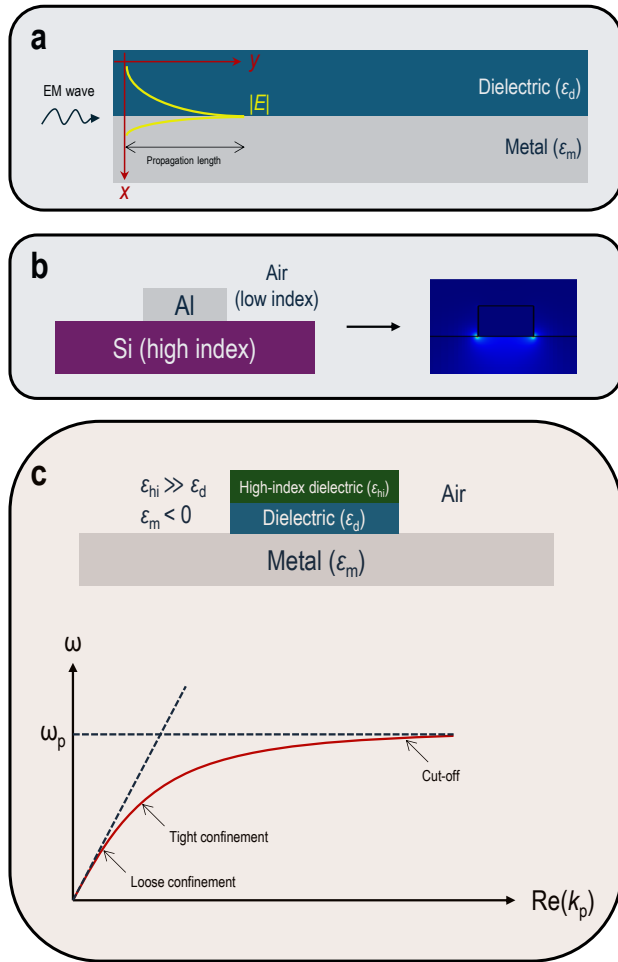 a
y
EM wave
|E|
Dielectric (εd)
Propagation length
Metal (εm)
x
b
Air
(low index)
Al
Si (high index)
c
εhi ≫ εd
εm < 0
High-index dielectric (εhi)
Dielectric (εd)
Air
Metal (εm)
ω
ωp
Cut-off
Tight confinement
Loose confinement
Re(kp)